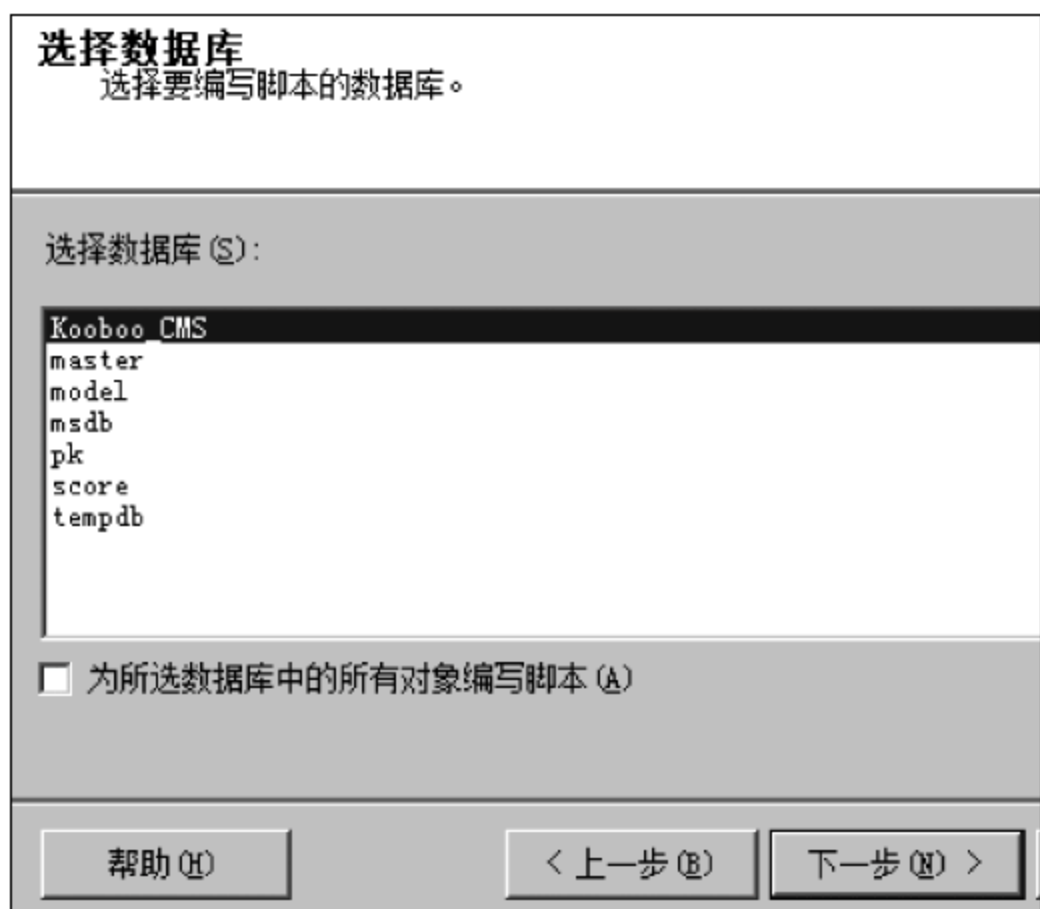 选择数据库
选择要编写脚本的数据库。
选择数据库(S):
Kooboo_CMS
master
model
msdb
pk
score
tempdb
为所选数据库中的所有对象编写脚本(A)
帮助(H)
< 上一步(B)
下一步(N) >